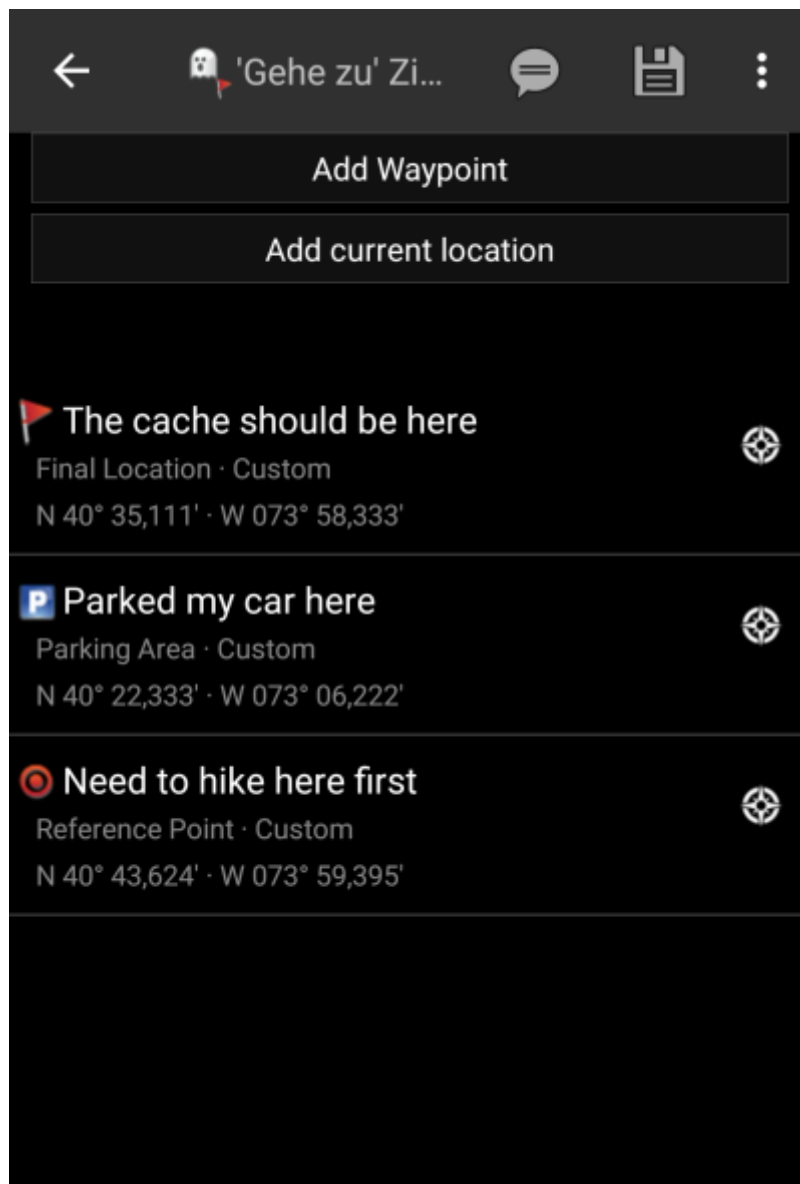 'Gehe zu' Zi...
Add Waypoint
Add current location
The cache should be here
Final Location · Custom
N 40° 35,111' · W 073° 58,333'
P Parked my car here
Parking Area · Custom
N 40° 22,333' · W 073° 06,222'
Need to hike here first
Reference Point · Custom
N 40° 43,624' · W 073° 59,395'